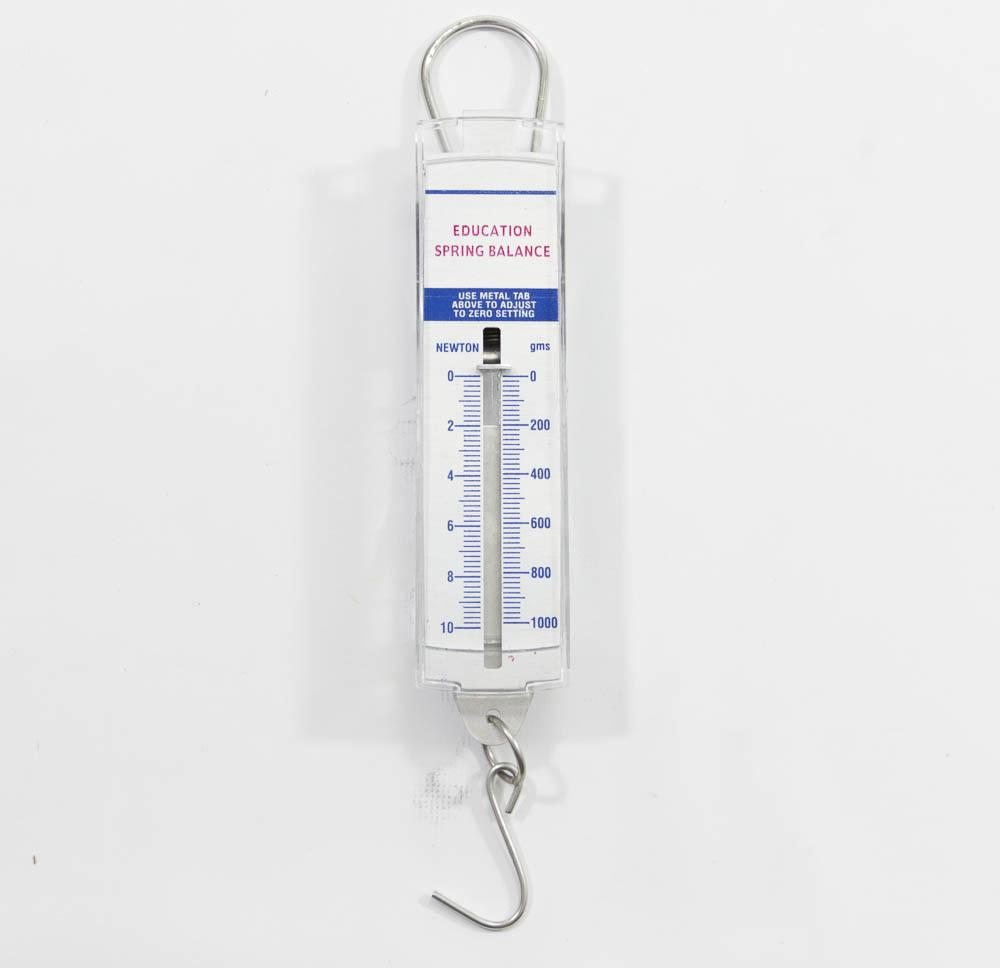 EDUCATION
SPRING BALANCE
USE METAL TAB
ABOVE TO ADJUST
TO ZERO SETTING
NEWTON gms
0 0
2 200
4 400
6 600
8 800
10 1000